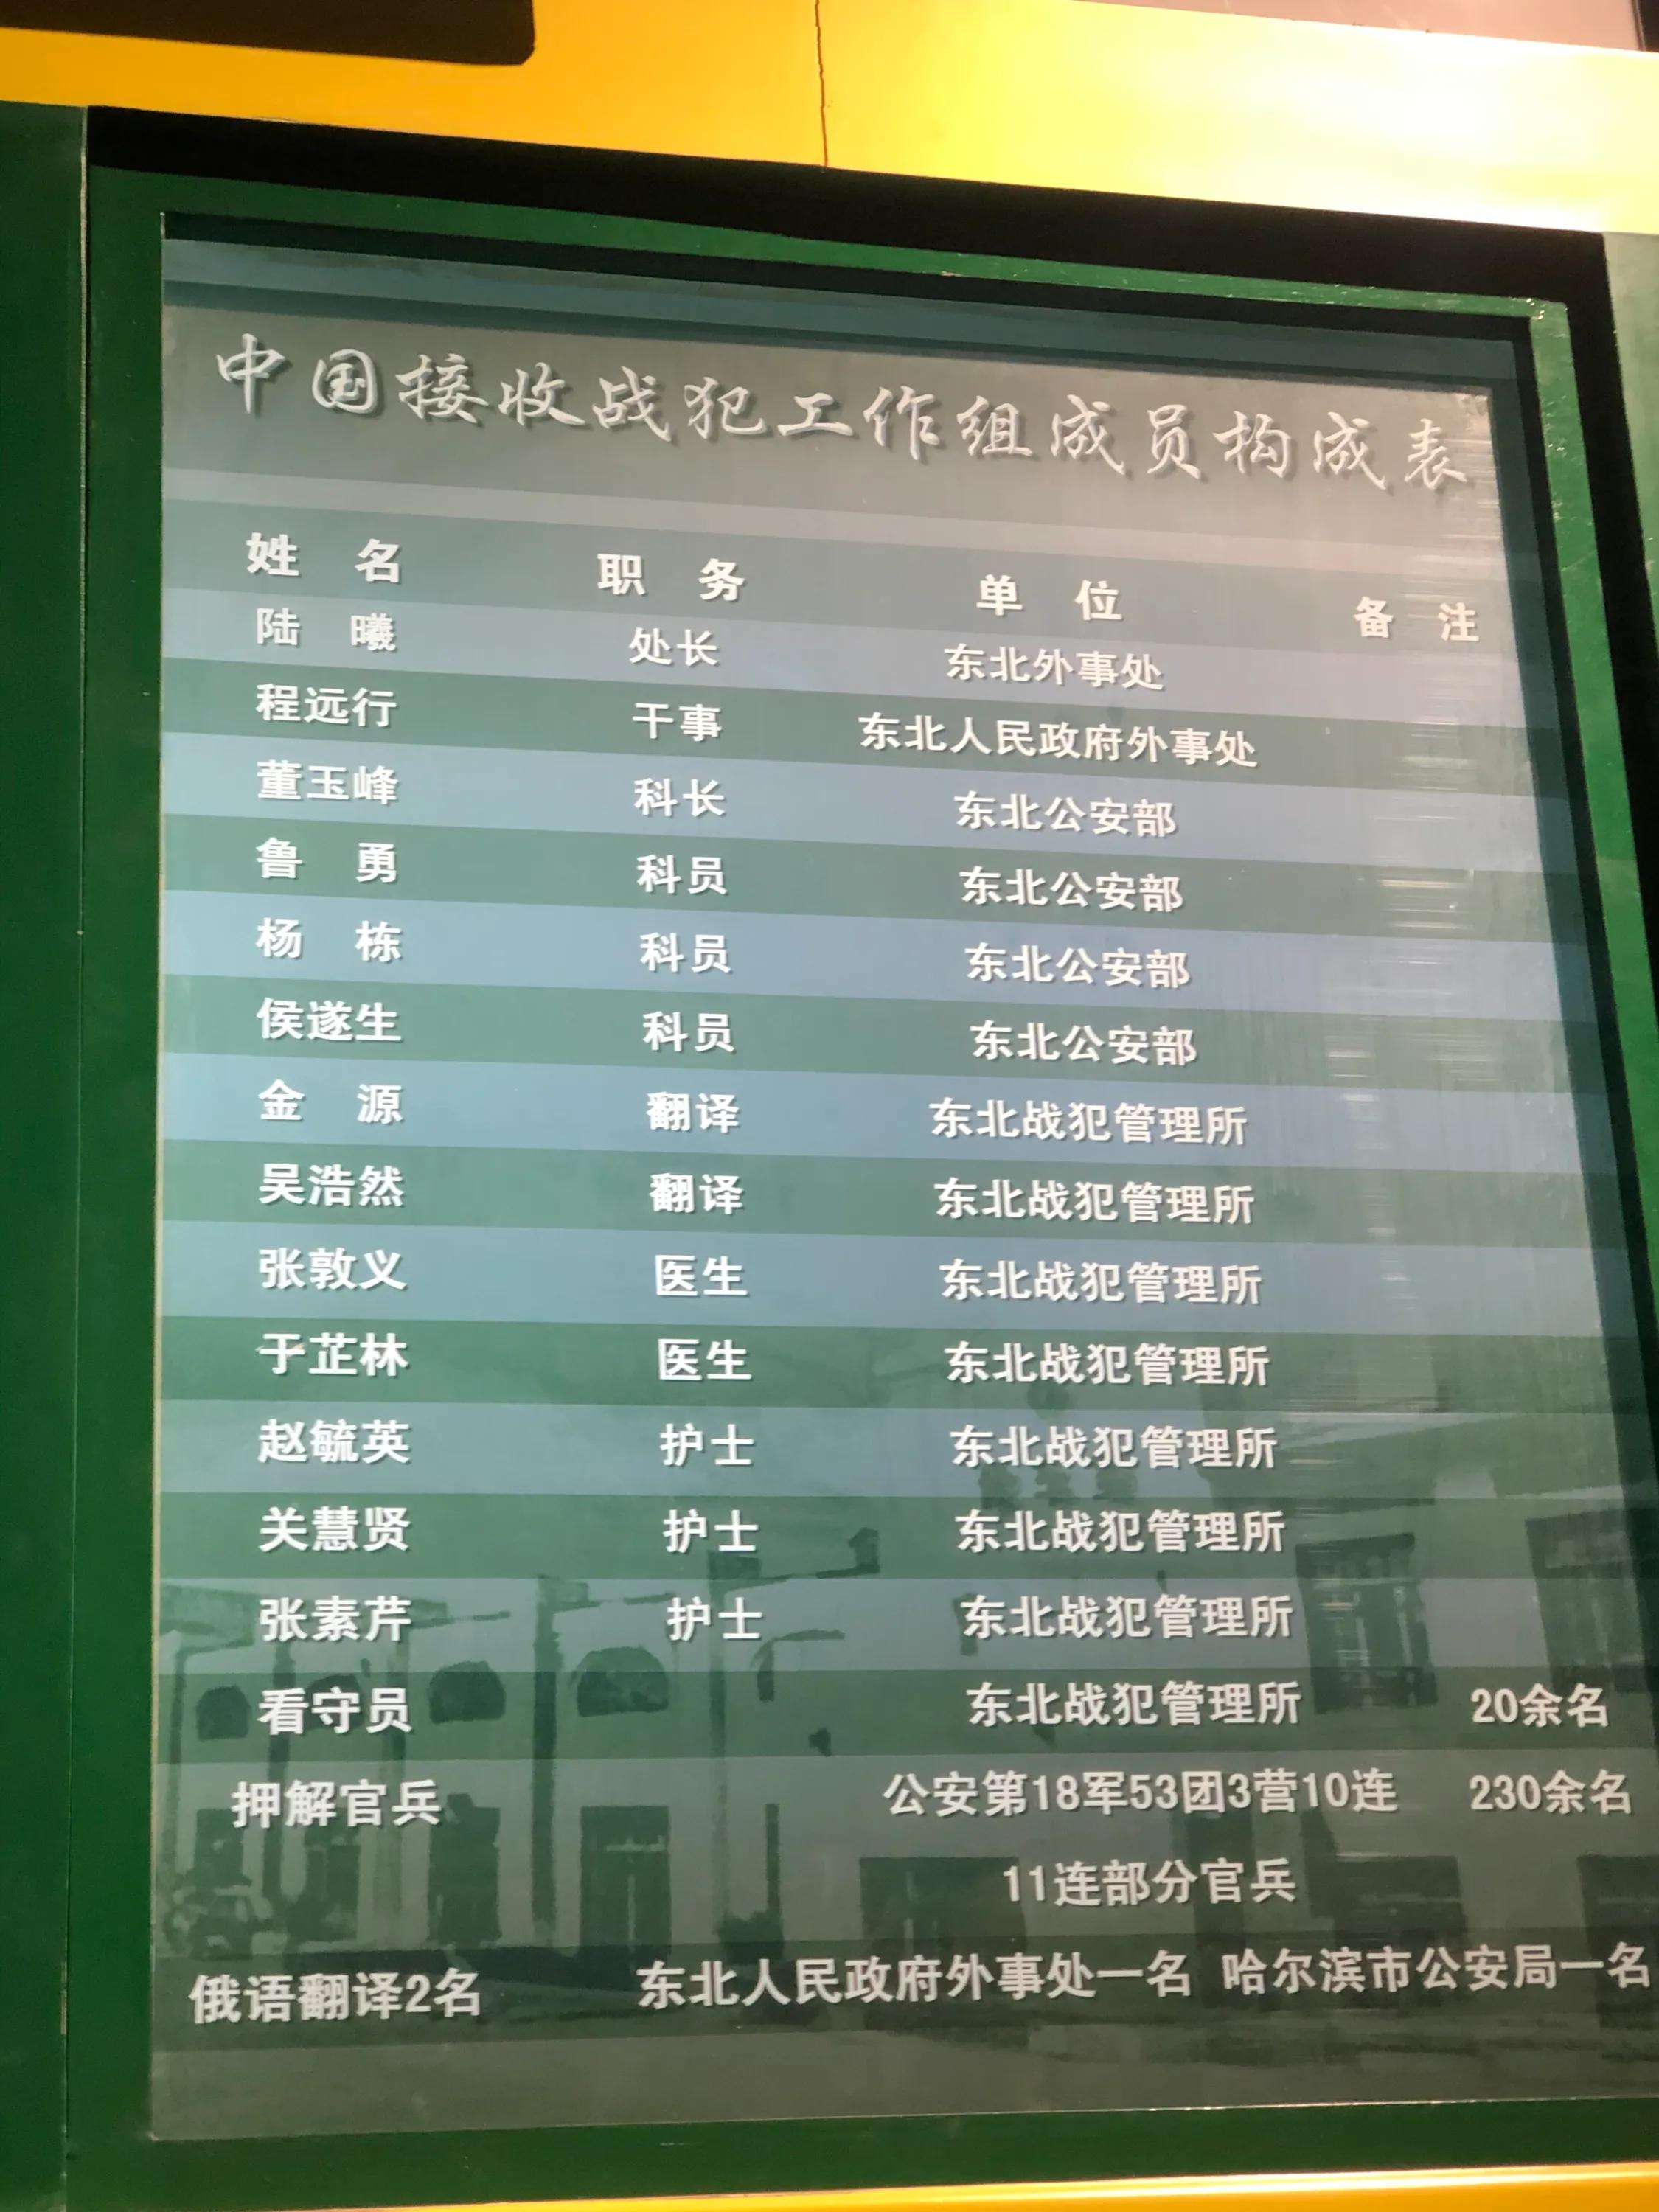 中国接收战犯工作组成员构成表
姓 名 职 务 单 位 备 注
陆 曦 处长 东北外事处
程远行 干事 东北人民政府外事处
董玉峰 科长 东北公安部
鲁 勇 科员 东北公安部
杨 栋 科员 东北公安部
侯遂生 科员 东北公安部
金 源 翻译 东北战犯管理所
吴浩然 翻译 东北战犯管理所
张敦义 医生 东北战犯管理所
于芷林 医生 东北战犯管理所
赵毓英 护士 东北战犯管理所
关慧贤 护士 东北战犯管理所
张素芹 护士 东北战犯管理所
看守员 东北战犯管理所 20余名
押解官兵 公安第18军53团3营10连 230余名
11连部分官兵
俄语翻译2名 东北人民政府外事处一名 哈尔滨市公安局一名